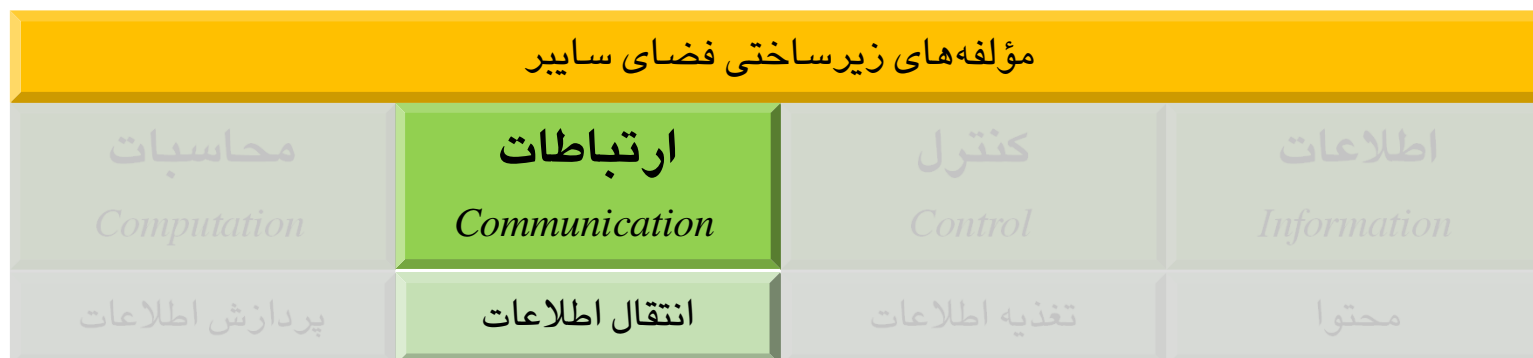 مؤلفه‌های زیرساختی فضای سایبر
اطلاعات کنترل ارتباطات محاسبات
Information Control Communication Computation
محتوا تغذیه اطلاعات انتقال اطلاعات پردازش اطلاعات